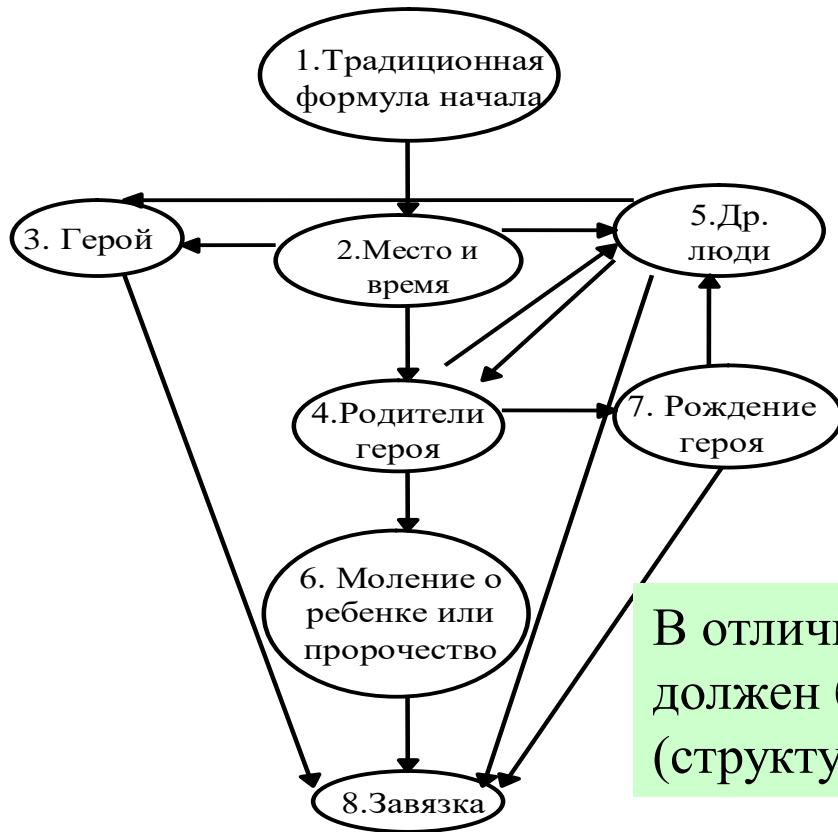 1.Традиционная
формула начала
3. Герой
2.Место и
время
5.Др.
люди
4.Родители
героя
7. Рождение
героя
6. Моление о
ребенке или
пророчество
8.Завязка
В отличи
должен
(структу